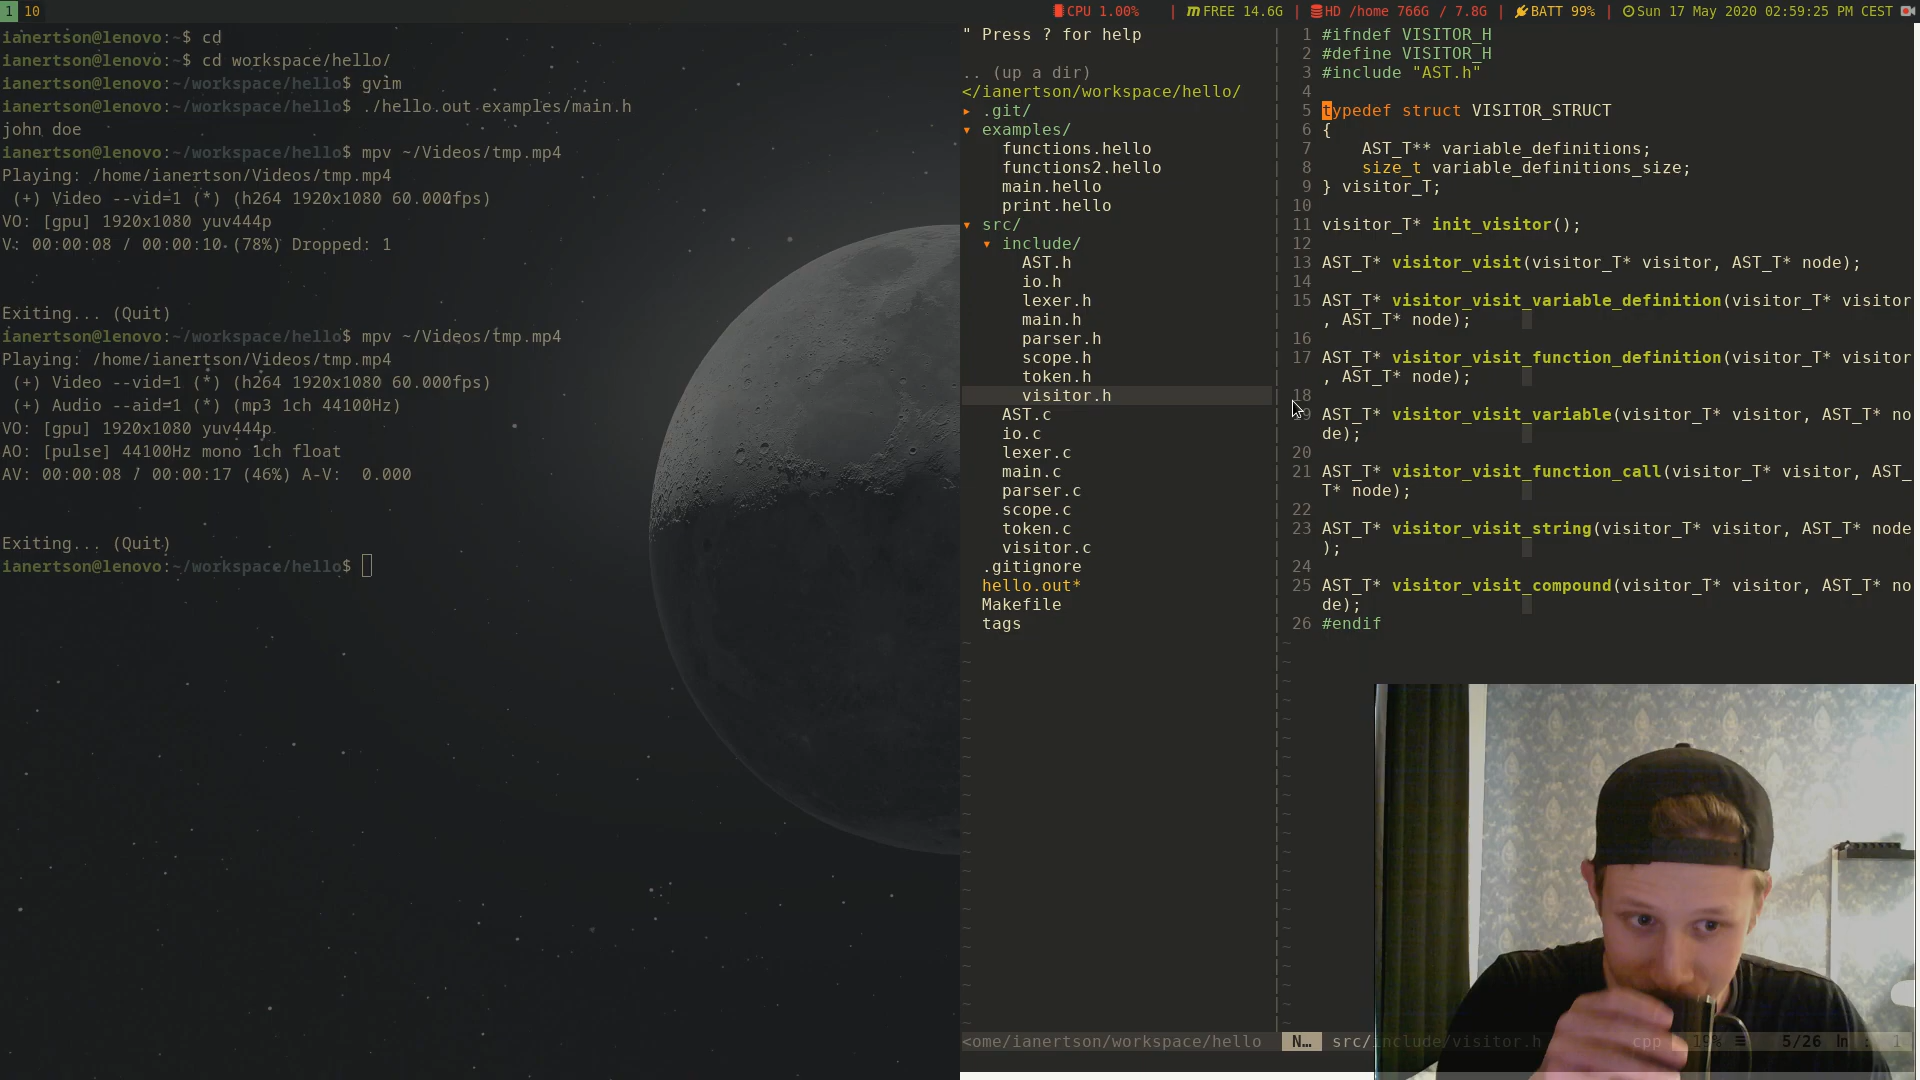 1 10 CPU 1.00% | m FREE 14.6G | HD /home 766G / 7.8G | BATT 99% | Sun 17 May 2020 02:59:25 PM CEST
ianertson@lenovo:~$ cd
ianertson@lenovo:~$ cd workspace/hello/
ianertson@lenovo:~/workspace/hello$ gvim
ianertson@lenovo:~/workspace/hello$ ./hello.out examples/main.h
john doe
ianertson@lenovo:~/workspace/hello$ mpv ~/Videos/tmp.mp4
Playing: /home/ianertson/Videos/tmp.mp4
(+) Video --vid=1 (*) (h264 1920x1080 60.000fps)
VO: [gpu] 1920x1080 yuv444p
V: 00:00:08 / 00:00:10 (78%) Dropped: 1
Exiting... (Quit)
ianertson@lenovo:~/workspace/hello$ mpv ~/Videos/tmp.mp4
Playing: /home/ianertson/Videos/tmp.mp4
(+) Video --vid=1 (*) (h264 1920x1080 60.000fps)
(+) Audio --aid=1 (*) (mp3 1ch 44100Hz)
VO: [gpu] 1920x1080 yuv444p
AO: [pulse] 44100Hz mono 1ch float
AV: 00:00:08 / 00:00:17 (46%) A-V:  0.000
Exiting... (Quit)
ianertson@lenovo:~/workspace/hello$
" Press ? for help
.. (up a dir)
</ianertson/workspace/hello/
▸ .git/
▾ examples/
functions.hello
functions2.hello
main.hello
print.hello
▾ src/
▾ include/
AST.h
io.h
lexer.h
main.h
parser.h
scope.h
token.h
visitor.h
AST.c
io.c
lexer.c
main.c
parser.c
scope.c
token.c
visitor.c
.gitignore
hello.out*
Makefile
tags
<ome/ianertson/workspace/hello
1 #ifndef VISITOR_H
2 #define VISITOR_H
3 #include "AST.h"
4
5 typedef struct VISITOR_STRUCT
6 {
7     AST_T** variable_definitions;
8     size_t variable_definitions_size;
9 } visitor_T;
10
11 visitor_T* init_visitor();
12
13 AST_T* visitor_visit(visitor_T* visitor, AST_T* node);
14
15 AST_T* visitor_visit_variable_definition(visitor_T* visitor
, AST_T* node);
16
17 AST_T* visitor_visit_function_definition(visitor_T* visitor
, AST_T* node);
18
19 AST_T* visitor_visit_variable(visitor_T* visitor, AST_T* no
de);
20
21 AST_T* visitor_visit_function_call(visitor_T* visitor, AST_
T* node);
22
23 AST_T* visitor_visit_string(visitor_T* visitor, AST_T* node
);
24
25 AST_T* visitor_visit_compound(visitor_T* visitor, AST_T* no
de);
26 #endif
N… src/include/visitor.h cpp 19% ≡ 5/26 ln : 1